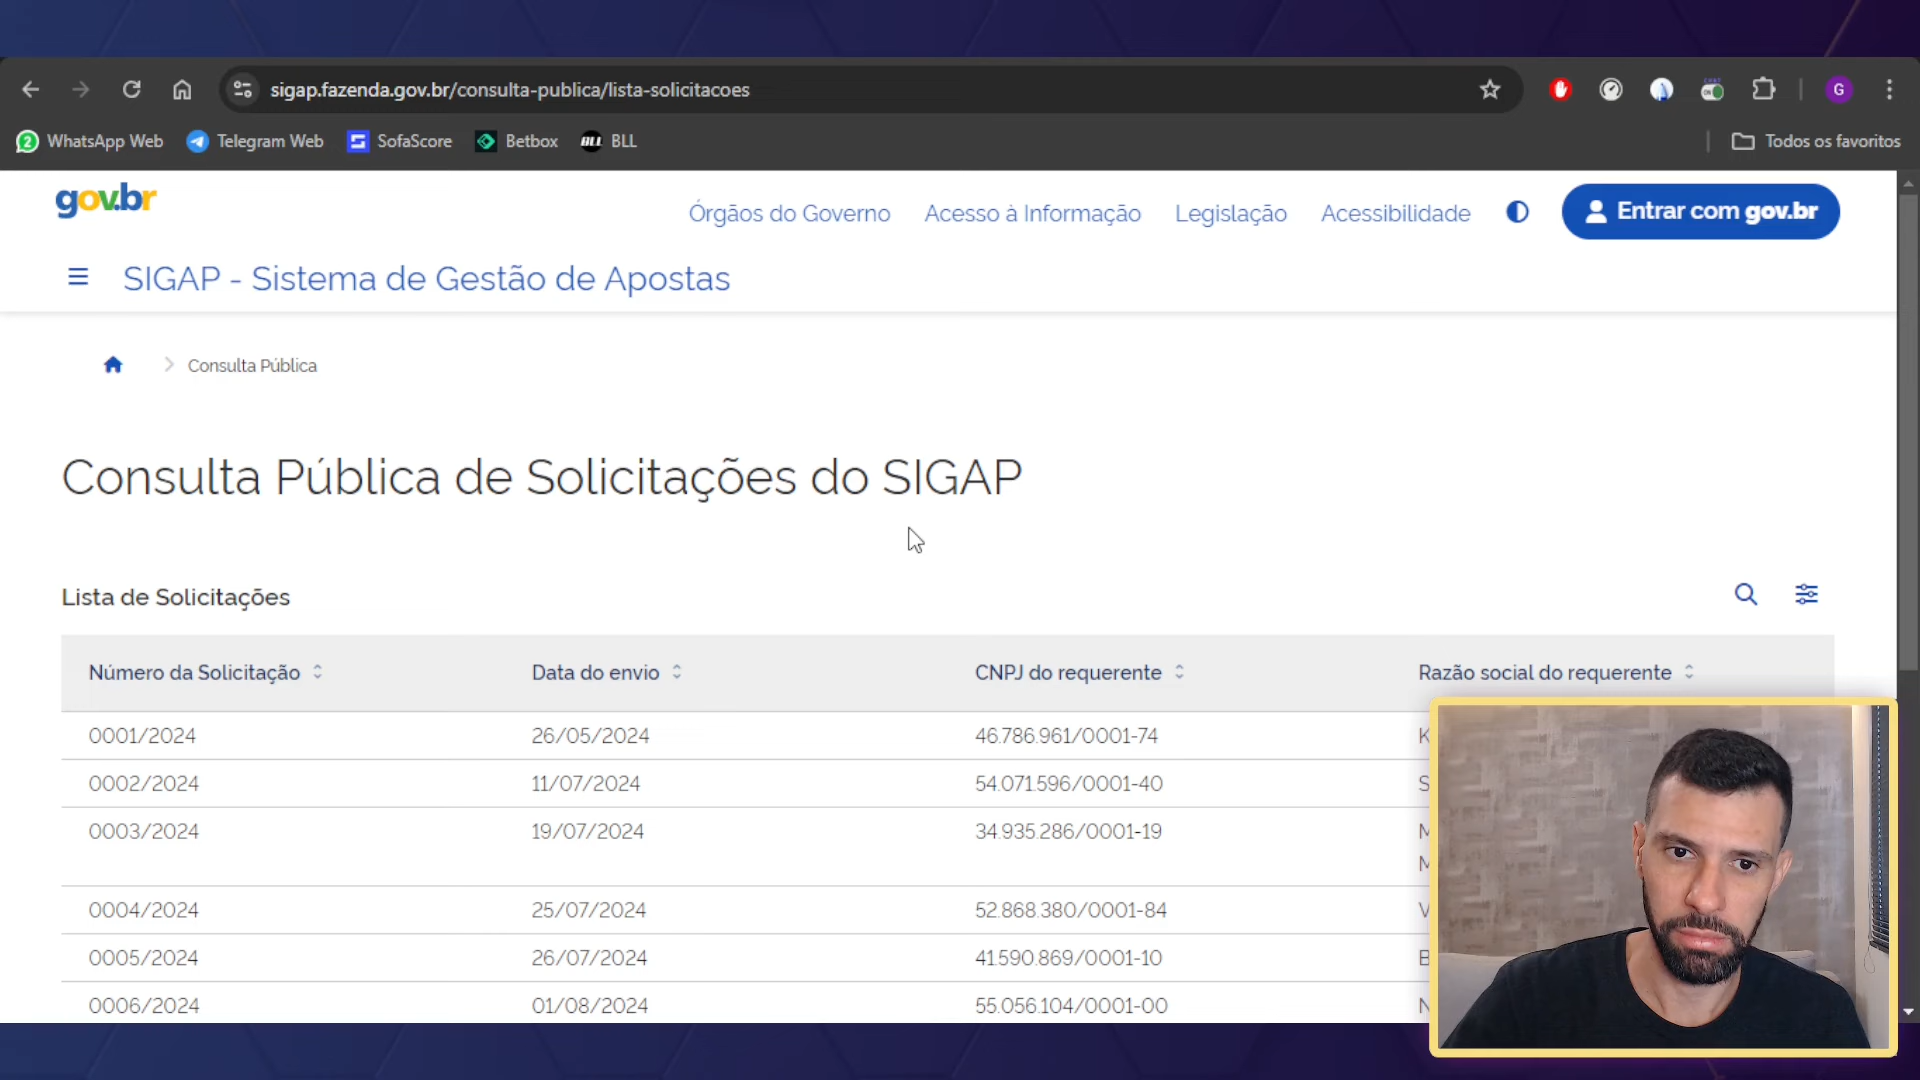 sigap.fazenda.gov.br/consulta-publica/lista-solicitacoes
G
2 WhatsApp Web Telegram Web SofaScore Betbox BLL BLL Todos os favoritos
gov.br
Órgãos do Governo Acesso à Informação Legislação Acessibilidade Entrar com gov.br
SIGAP - Sistema de Gestão de Apostas
Consulta Pública
Consulta Pública de Solicitações do SIGAP
Lista de Solicitações
Número da Solicitação Data do envio CNPJ do requerente Razão social do requerente
0001/2024 26/05/2024 46.786.961/0001-74 K
0002/2024 11/07/2024 54.071.596/0001-40 S
0003/2024 19/07/2024 34.935.286/0001-19 M
M
0004/2024 25/07/2024 52.868.380/0001-84 V
0005/2024 26/07/2024 41.590.869/0001-10 B
0006/2024 01/08/2024 55.056.104/0001-00 N